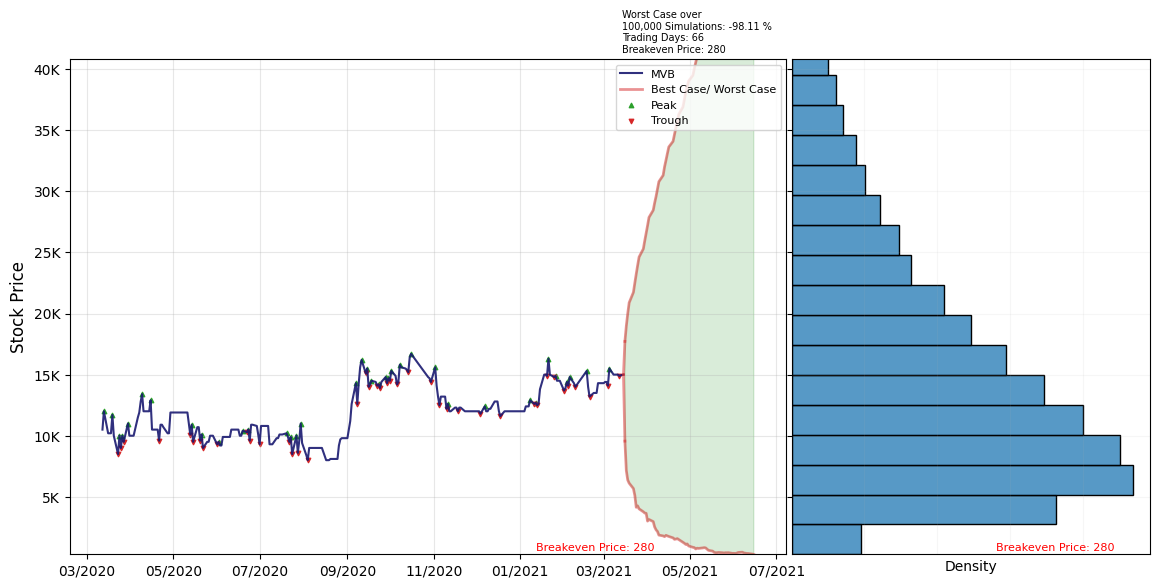 Worst Case over
100,000 Simulations: -98.11 %
Trading Days: 66
Breakeven Price: 280
MVB
Best Case/ Worst Case
Peak
Trough
40K
35K
30K
25K
20K
15K
10K
5K
Stock Price
Breakeven Price: 280
Breakeven Price: 280
03/2020 05/2020 07/2020 09/2020 11/2020 01/2021 03/2021 05/2021 07/2021
Density